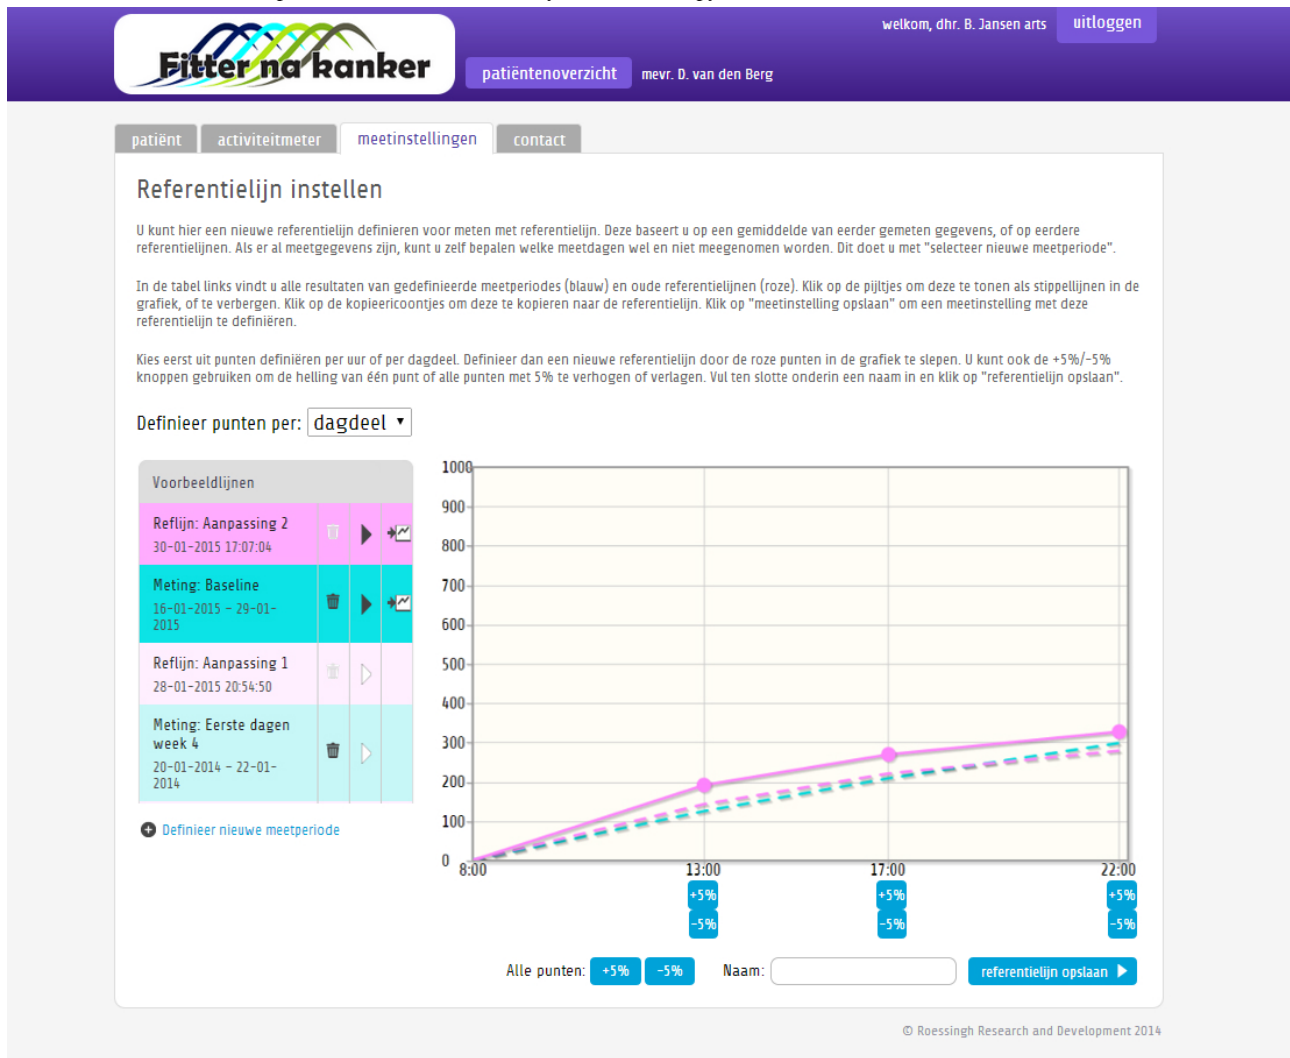 welkom, dhr. B. Jansen arts uitloggen
Fitter na kanker
patiëntenoverzicht mevr. D. van den Berg
patiënt activiteitmeter meetinstellingen contact
Referentielijn instellen
U kunt hier een nieuwe referentielijn definieren voor meten met referentielijn. Deze baseert u op een gemiddelde van eerder gemeten gegevens, of op eerdere
referentielijnen. Als er al meetgegevens zijn, kunt u zelf bepalen welke meetdagen wel en niet meegenomen worden. Dit doet u met "selecteer nieuwe meetperiode".
In de tabel links vindt u alle resultaten van gedefinieerde meetperiodes (blauw) en oude referentielijnen (roze). Klik op de pijltjes om deze te tonen als stippellijnen in de
grafiek, of te verbergen. Klik op de kopieericoontjes om deze te kopieren naar de referentielijn. Klik op "meetinstelling opslaan" om een meetinstelling met deze
referentielijn te definiëren.
Kies eerst uit punten definiëren per uur of per dagdeel. Definieer dan een nieuwe referentielijn door de roze punten in de grafiek te slepen. U kunt ook de +5%/-5%
knoppen gebruiken om de helling van één punt of alle punten met 5% te verhogen of verlagen. Vul ten slotte onderin een naam in en klik op "referentielijn opslaan".
Definieer punten per: dagdeel
Voorbeeldlijnen
Reflijn: Aanpassing 2
30-01-2015 17:07:04
Meting: Baseline
16-01-2015 - 29-01-
2015
Reflijn: Aanpassing 1
28-01-2015 20:54:50
Meting: Eerste dagen
week 4
20-01-2014 - 22-01-
2014
Definieer nieuwe meetperiode
1000
900
800
700
600
500
400
300
200
100
0
8:00 13:00 17:00 22:00
+5% +5% +5%
-5% -5% -5%
Alle punten: +5% -5% Naam: referentielijn opslaan
© Roessingh Research and Development 2014